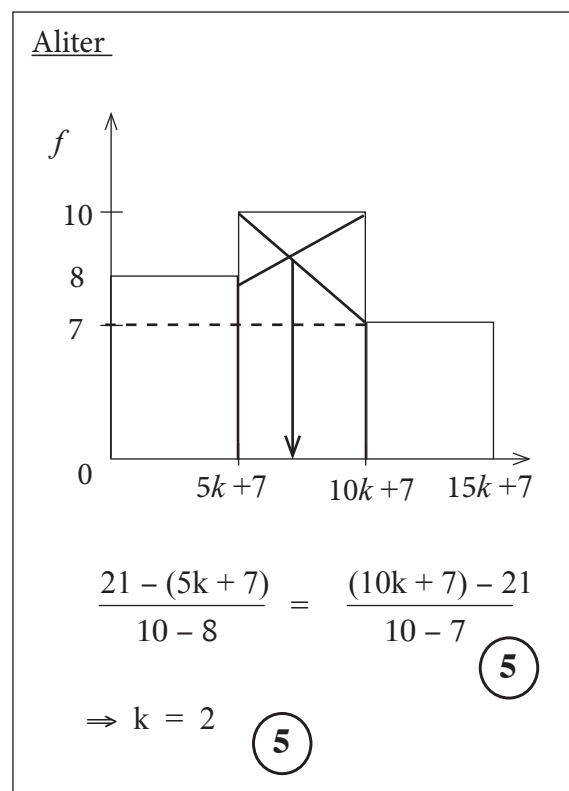 Aliter
f
10
8
7
0
5k +7 10k +7 15k +7
21 – (5k + 7) / 10 – 8 = (10k + 7) – 21 / 10 – 7
5
⇒ k = 2
5